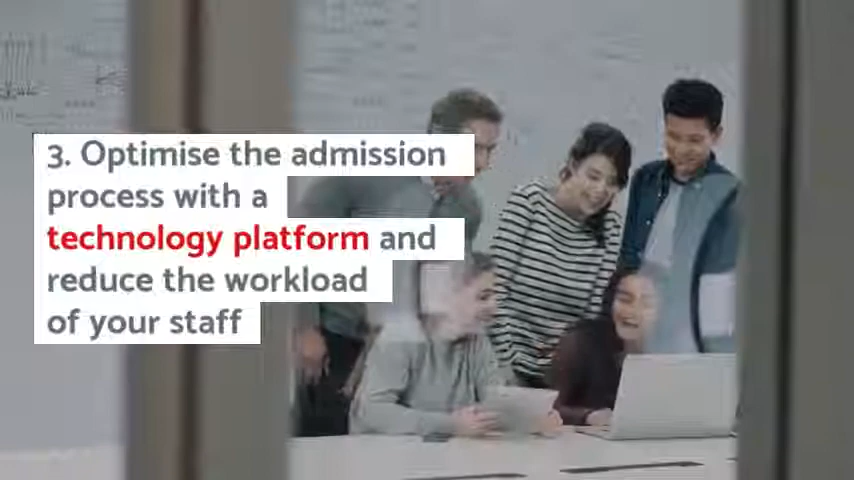 3. Optimise the admission
process with a
technology platform and
reduce the workload
of your staff